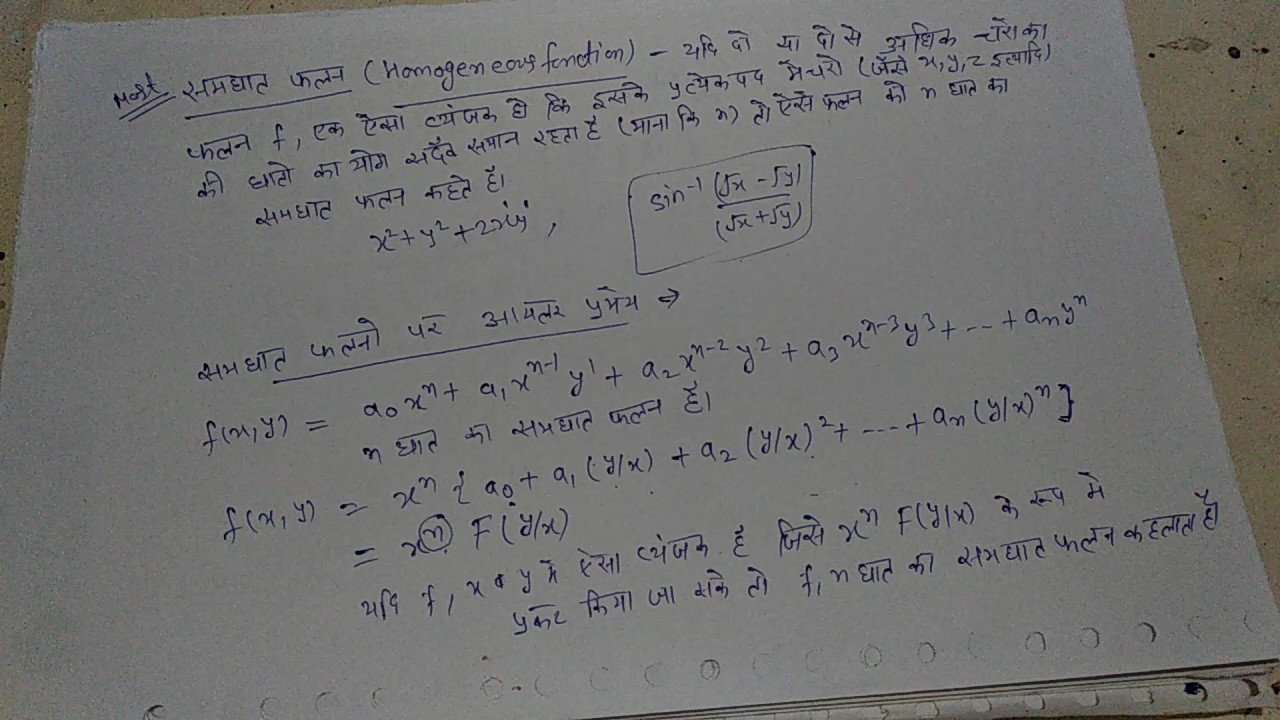 Most समघात फलन (Homogeneous function) - यदि दो या दो से अधिक चरों का
फलन f, एक ऐसा व्यंजक हो कि इसके प्रत्येक पद में चरों (जैसे x, y, z इत्यादि)
की घातों का योग सदैव समान रहता है (माना कि n) तो ऐसे फलन को n घात का
समघात फलन कहते है।
x² + y² + 2xy,
sin⁻¹ (√x - √y)/(√x + √y)
समघात फलनो पर आयलर प्रमेय ⇒
f(x, y) = a₀xⁿ + a₁xⁿ⁻¹y¹ + a₂xⁿ⁻²y² + a₃xⁿ⁻³y³ + --- + aₙyⁿ
n घात का समघात फलन है।
f(x, y) = xⁿ { a₀ + a₁(y/x) + a₂(y/x)² + ---- + aₙ(y/x)ⁿ }
= xⁿ F(y/x)
यदि f, x व y में ऐसा व्यंजक है जिसे xⁿ F(y/x) के रूप मे
प्रकट किया जा सके तो f, n घात का समघात फलन कहलाता है।